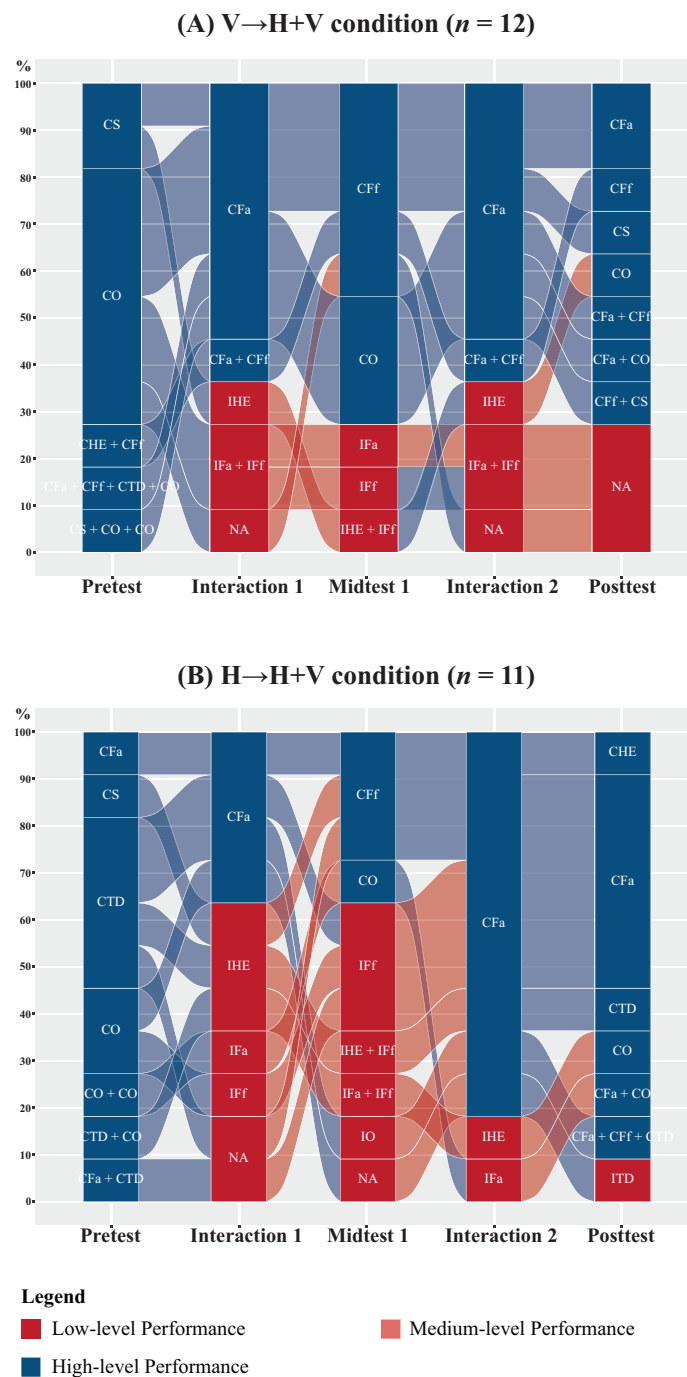 (A) V→H+V condition (n = 12)
%
100
90
80
70
60
50
40
30
20
10
0
CS
CO
CHE + CFf
CFa + CFf + CTD + CO
CS + CO + CO
CFa
CFa + CFf
IHE
IFa + IFf
NA
CFf
CO
IFa
IFf
IHE + IFf
CFa
CFa + CFf
IHE
IFa + IFf
NA
CFa
CFf
CS
CO
CFa + CFf
CFa + CO
CFf + CS
NA
Pretest Interaction 1 Midtest 1 Interaction 2 Posttest
(B) H→H+V condition (n = 11)
%
100
90
80
70
60
50
40
30
20
10
0
CFa
CS
CTD
CO
CO + CO
CTD + CO
CFa + CTD
CFa
IHE
IFa
IFf
NA
CFf
CO
IFf
IHE + IFf
IFa + IFf
IO
NA
CFa
IHE
IFa
CHE
CFa
CTD
CO
CFa + CO
CFa + CFf + CTD
ITD
Pretest Interaction 1 Midtest 1 Interaction 2 Posttest
Legend
Low-level Performance Medium-level Performance
High-level Performance